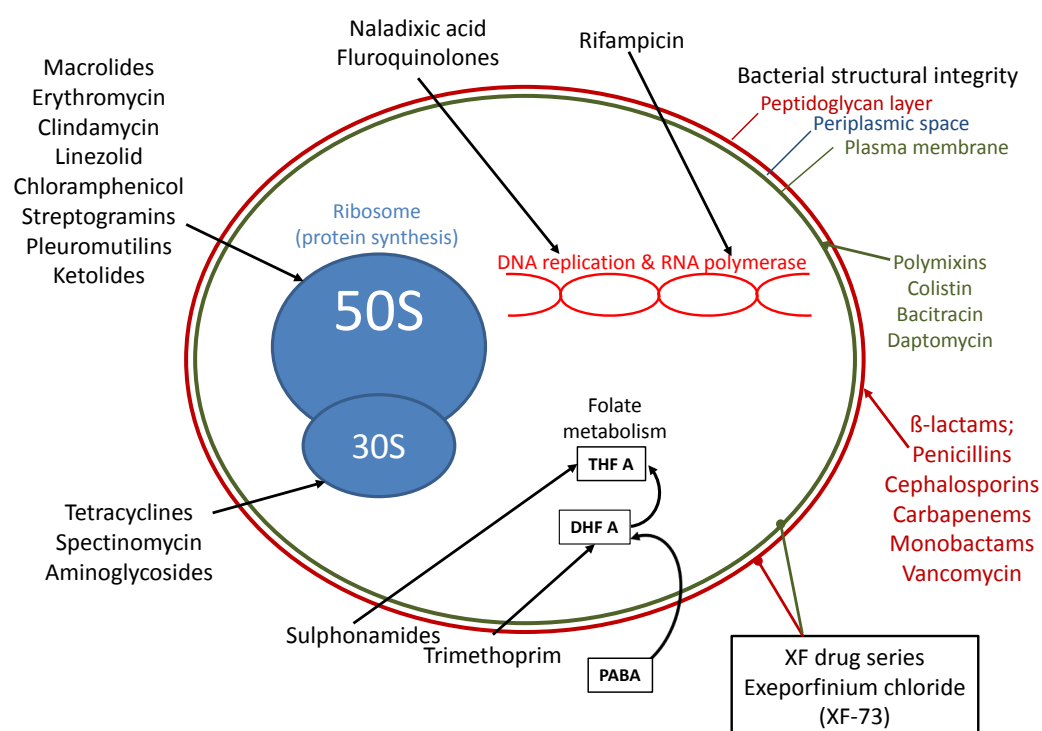 Naladixic acid
Fluroquinolones
Rifampicin
Macrolides
Erythromycin
Clindamycin
Linezolid
Chloramphenicol
Streptogramins
Pleuromutilins
Ketolides
Bacterial structural integrity
Peptidoglycan layer
Periplasmic space
Plasma membrane
Ribosome
(protein synthesis)
50S
30S
DNA replication & RNA polymerase
Polymixins
Colistin
Bacitracin
Daptomycin
Folate
metabolism
THF A
DHF A
PABA
ß-lactams;
Penicillins
Cephalosporins
Carbapenems
Monobactams
Vancomycin
Tetracyclines
Spectinomycin
Aminoglycosides
Sulphonamides
Trimethoprim
XF drug series
Exeporfinium chloride
(XF-73)